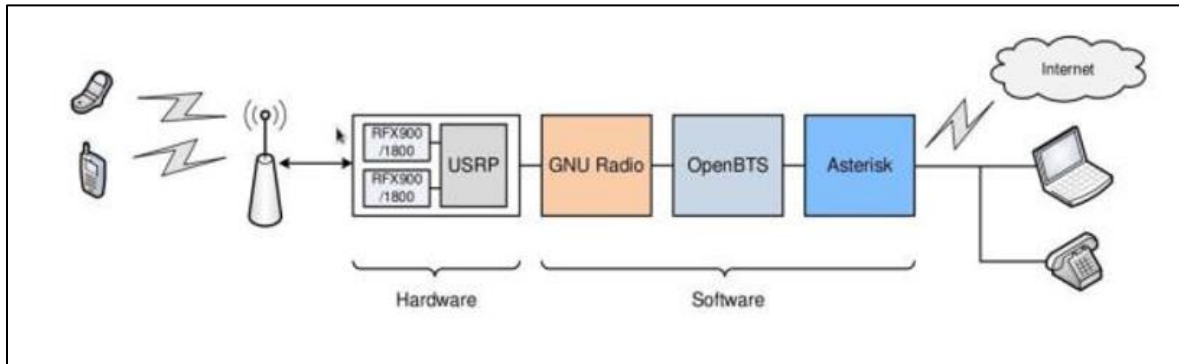 RFX900
/1800
RFX900
/1800
USRP
GNU Radio
OpenBTS
Asterisk
Internet
Hardware
Software